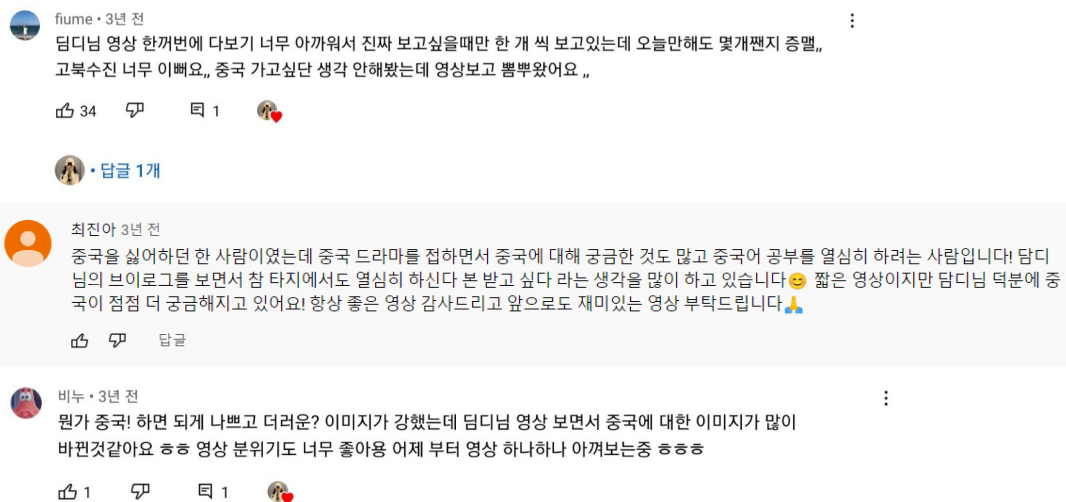 fiume • 3년 전
딤디님 영상 한꺼번에 다보기 너무 아까워서 진짜 보고싶을때만 한 개 씩 보고있는데 오늘만해도 몇개짼지 증맬,,
고북수진 너무 이뻐요,, 중국 가고싶단 생각 안해봤는데 영상보고 뽐뿌왔어요 ,,
34
1
• 답글 1개
최진아 3년 전
중국을 싫어하던 한 사람이였는데 중국 드라마를 접하면서 중국에 대해 궁금한 것도 많고 중국어 공부를 열심히 하려는 사람입니다! 담디
님의 브이로그를 보면서 참 타지에서도 열심히 하신다 본 받고 싶다 라는 생각을 많이 하고 있습니다😊 짧은 영상이지만 담디님 덕분에 중
국이 점점 더 궁금해지고 있어요! 항상 좋은 영상 감사드리고 앞으로도 재미있는 영상 부탁드립니다🙏
답글
비누 • 3년 전
뭔가 중국! 하면 되게 나쁘고 더러운? 이미지가 강했는데 딤디님 영상 보면서 중국에 대한 이미지가 많이
바뀐것같아요 ㅎㅎ 영상 분위기도 너무 좋아용 어제 부터 영상 하나하나 아껴보는중 ㅎㅎㅎ
1
1